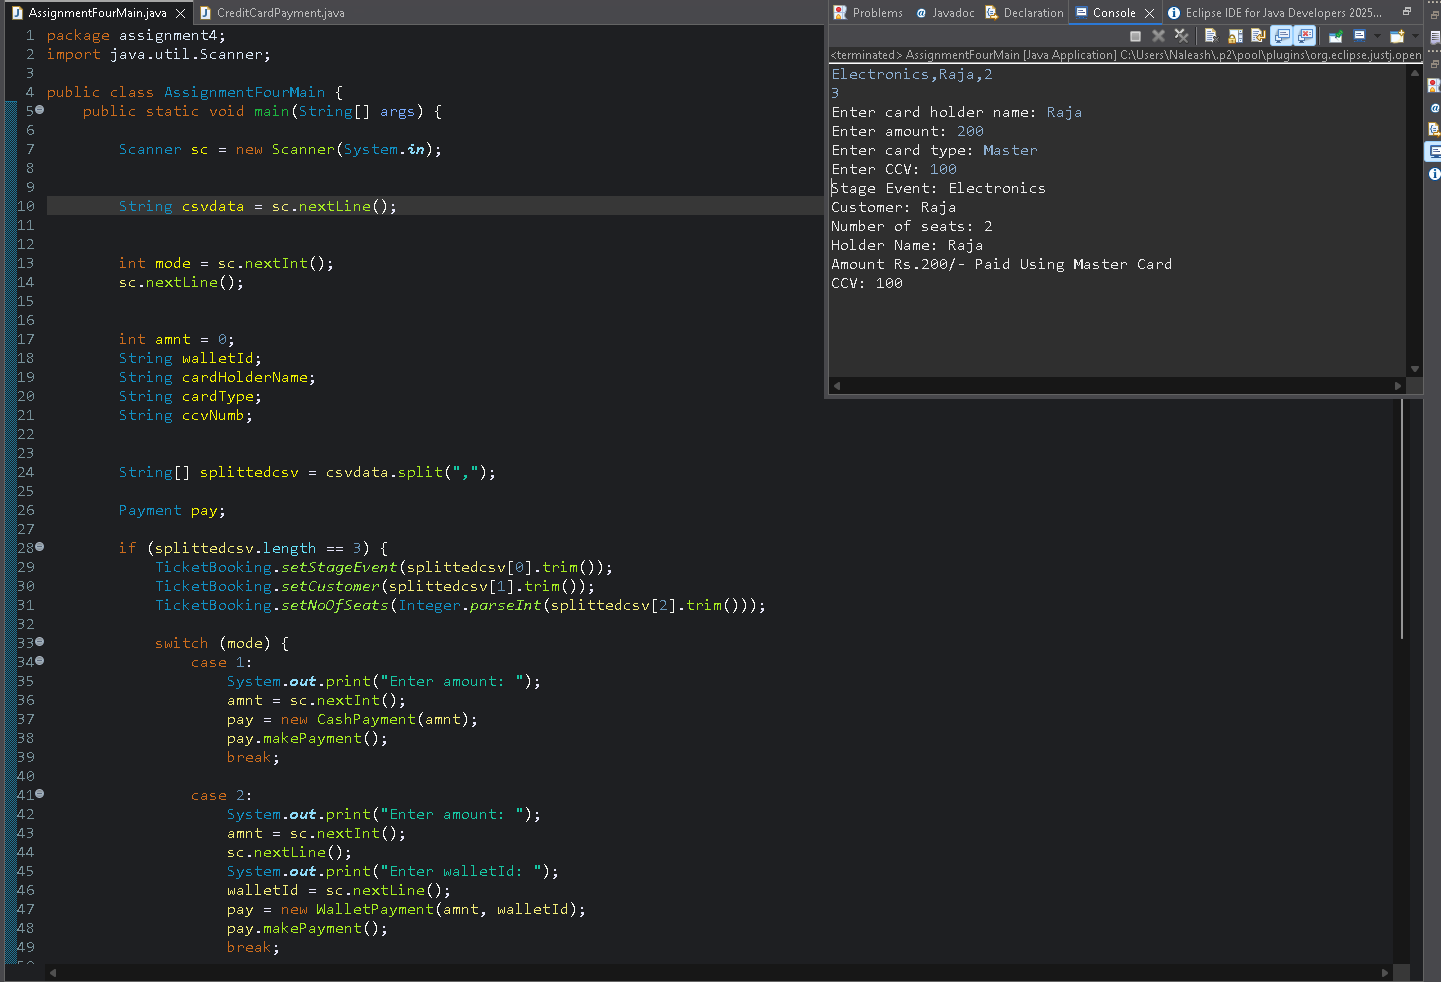 AssignmentFourMain.java
CreditCardPayment.java
1 package assignment4;
2 import java.util.Scanner;
3
4 public class AssignmentFourMain {
5     public static void main(String[] args) {
6
7         Scanner sc = new Scanner(System.in);
8
9
10         String csvdata = sc.nextLine();
11
12
13         int mode = sc.nextInt();
14         sc.nextLine();
15
16
17         int amnt = 0;
18         String walletId;
19         String cardHolderName;
20         String cardType;
21         String ccvNumb;
22
23
24         String[] splittedcsv = csvdata.split(",");
25
26         Payment pay;
27
28         if (splittedcsv.length == 3) {
29             TicketBooking.setStageEvent(splittedcsv[0].trim());
30             TicketBooking.setCustomer(splittedcsv[1].trim());
31             TicketBooking.setNoOfSeats(Integer.parseInt(splittedcsv[2].trim()));
32
33             switch (mode) {
34                 case 1:
35                     System.out.print("Enter amount: ");
36                     amnt = sc.nextInt();
37                     pay = new CashPayment(amnt);
38                     pay.makePayment();
39                     break;
40
41                 case 2:
42                     System.out.print("Enter amount: ");
43                     amnt = sc.nextInt();
44                     sc.nextLine();
45                     System.out.print("Enter walletId: ");
46                     walletId = sc.nextLine();
47                     pay = new WalletPayment(amnt, walletId);
48                     pay.makePayment();
49                     break;
Problems @ Javadoc Declaration Console Eclipse IDE for Java Developers 2025...
<terminated> AssignmentFourMain [Java Application] C:\Users\Naleash\.p2\pool\plugins\org.eclipse.justj.open
Electronics,Raja,2
3
Enter card holder name: Raja
Enter amount: 200
Enter card type: Master
Enter CCV: 100
Stage Event: Electronics
Customer: Raja
Number of seats: 2
Holder Name: Raja
Amount Rs.200/- Paid Using Master Card
CCV: 100